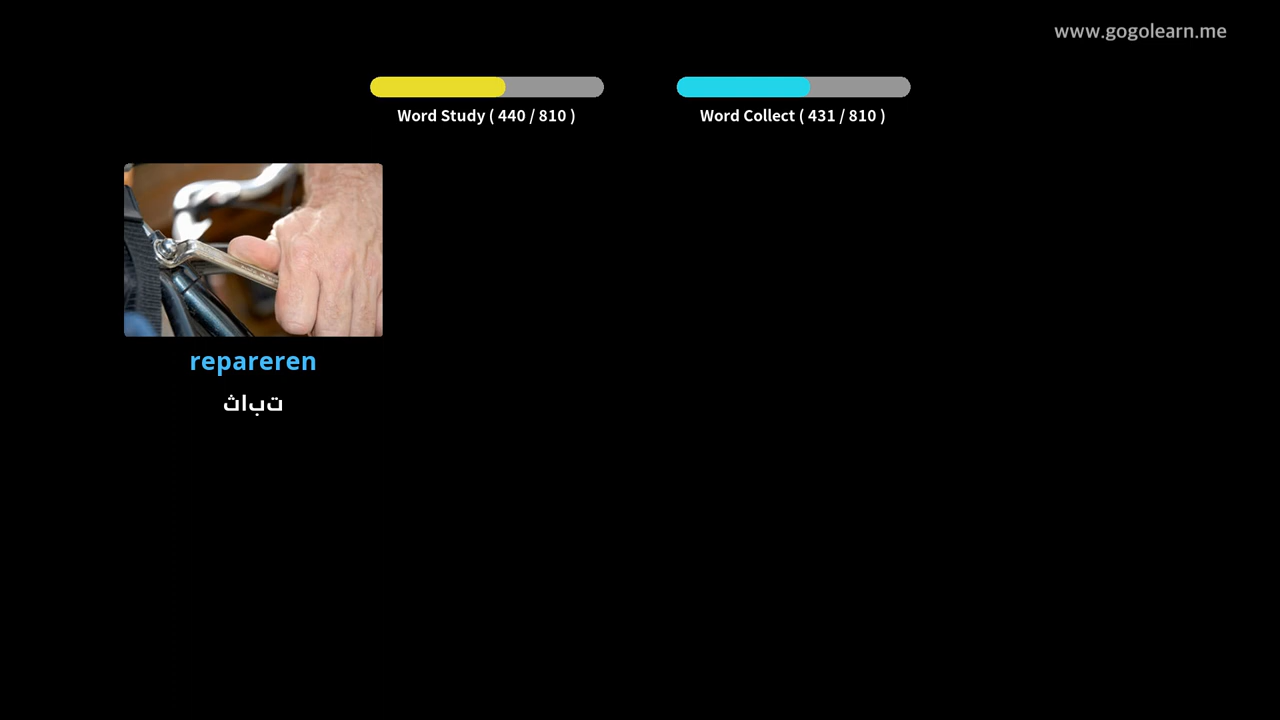 www.gogolearn.me
Word Study ( 440 / 810 )
Word Collect ( 431 / 810 )
repareren
تباث